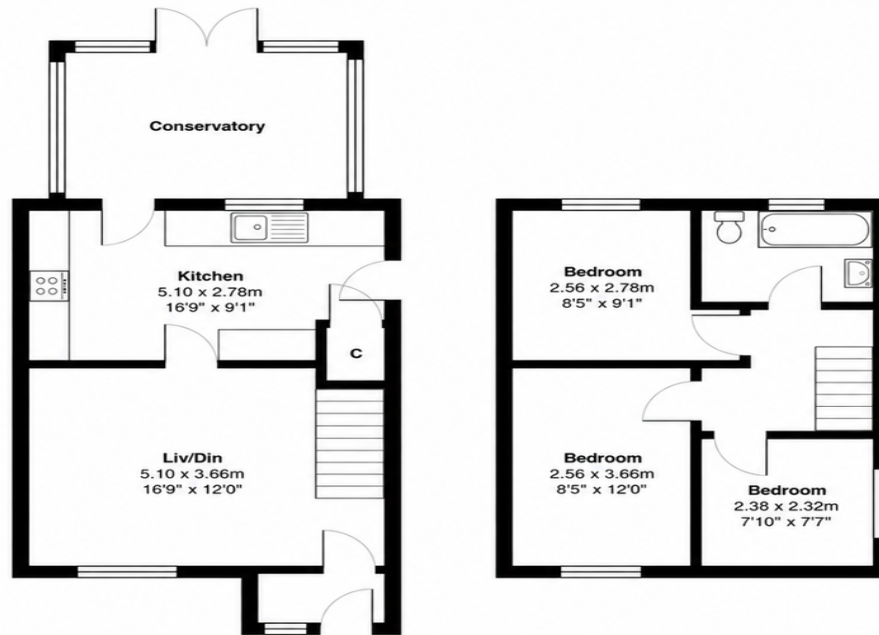 Conservatory
Kitchen
5.10 x 2.78m
16'9" x 9'1"
C
Liv/Din
5.10 x 3.66m
16'9" x 12'0"
Bedroom
2.56 x 2.78m
8'5" x 9'1"
Bedroom
2.56 x 3.66m
8'5" x 12'0"
Bedroom
2.38 x 2.32m
7'10" x 7'7"